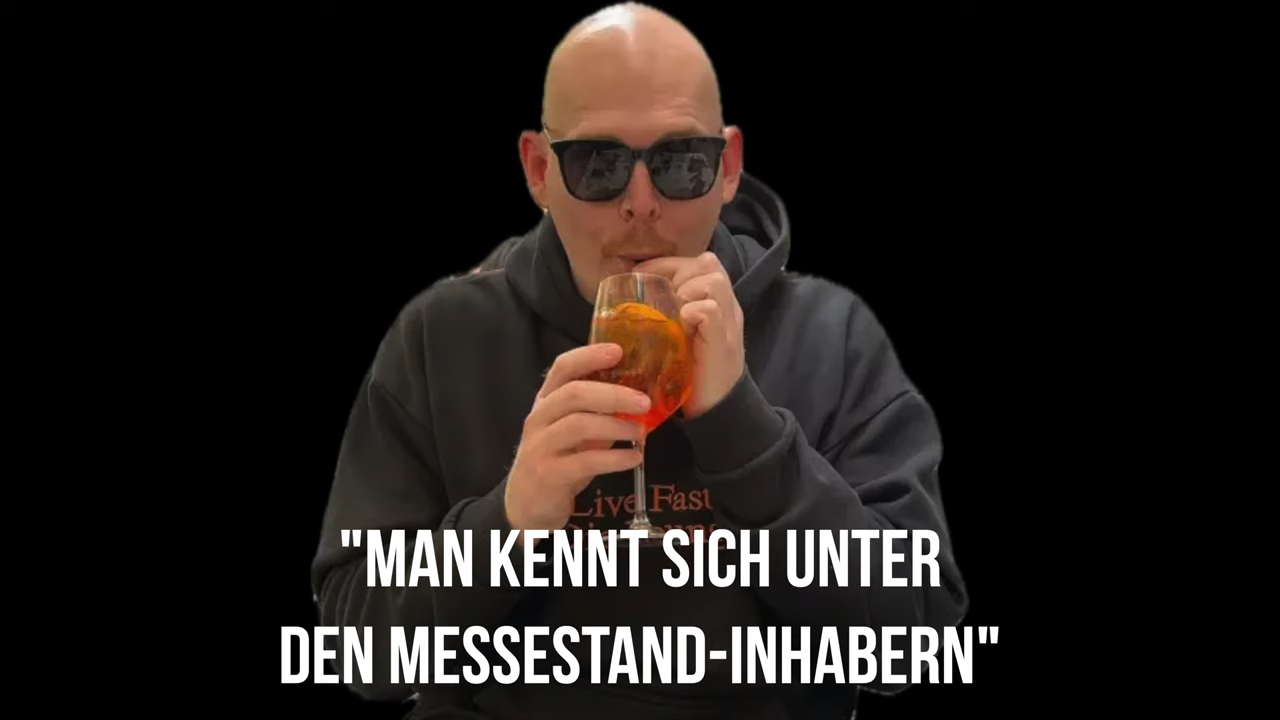 Live Fast
"MAN KENNT SICH UNTER
DEN MESSESTAND-INHABERN"